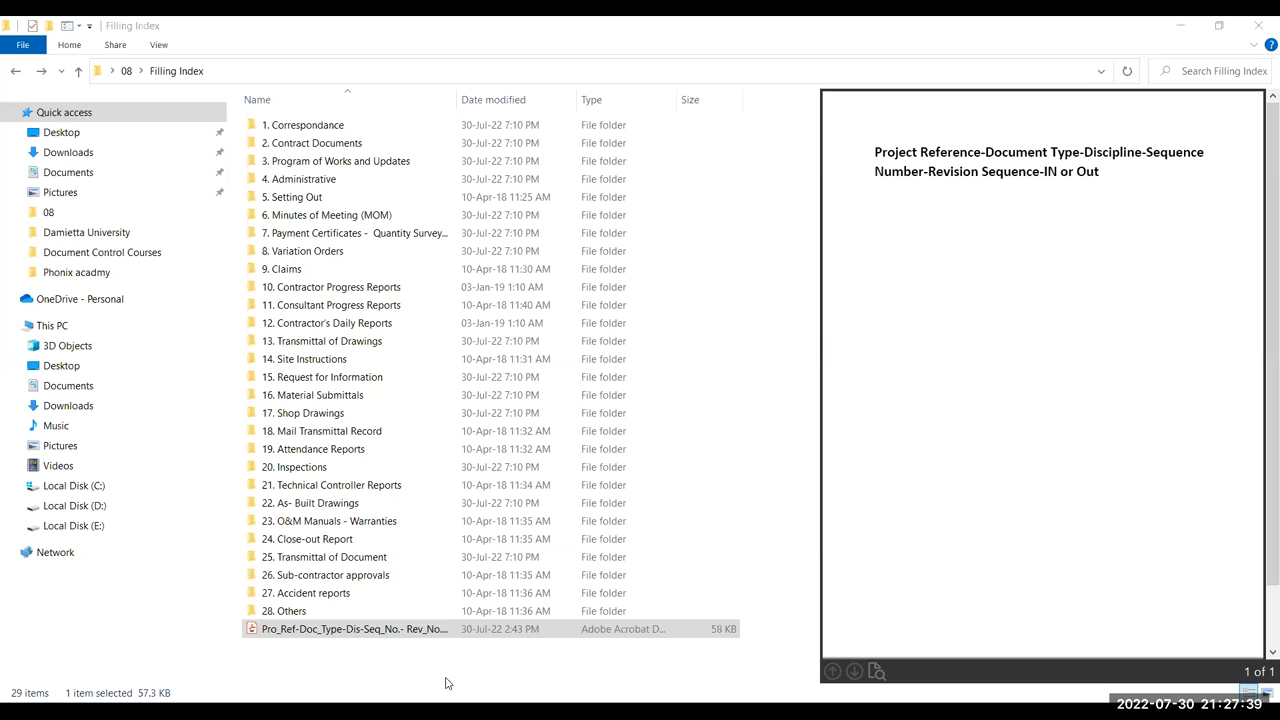 Filling Index
File Home Share View
08 Filling Index
Search Filling Index
Name Date modified Type Size
Quick access
Desktop
Downloads
Documents
Pictures
08
Damietta University
Document Control Courses
Phonix acadmy
OneDrive - Personal
This PC
3D Objects
Desktop
Documents
Downloads
Music
Pictures
Videos
Local Disk (C:)
Local Disk (D:)
Local Disk (E:)
Network
1. Correspondance 30-Jul-22 7:10 PM File folder
2. Contract Documents 30-Jul-22 7:10 PM File folder
3. Program of Works and Updates 30-Jul-22 7:10 PM File folder
4. Administrative 30-Jul-22 7:10 PM File folder
5. Setting Out 10-Apr-18 11:25 AM File folder
6. Minutes of Meeting (MOM) 30-Jul-22 7:10 PM File folder
7. Payment Certificates - Quantity Survey... 30-Jul-22 7:10 PM File folder
8. Variation Orders 30-Jul-22 7:10 PM File folder
9. Claims 10-Apr-18 11:30 AM File folder
10. Contractor Progress Reports 03-Jan-19 1:10 AM File folder
11. Consultant Progress Reports 10-Apr-18 11:40 AM File folder
12. Contractor's Daily Reports 03-Jan-19 1:10 AM File folder
13. Transmittal of Drawings 30-Jul-22 7:10 PM File folder
14. Site Instructions 10-Apr-18 11:31 AM File folder
15. Request for Information 30-Jul-22 7:10 PM File folder
16. Material Submittals 30-Jul-22 7:10 PM File folder
17. Shop Drawings 30-Jul-22 7:10 PM File folder
18. Mail Transmittal Record 10-Apr-18 11:32 AM File folder
19. Attendance Reports 10-Apr-18 11:32 AM File folder
20. Inspections 30-Jul-22 7:10 PM File folder
21. Technical Controller Reports 10-Apr-18 11:34 AM File folder
22. As- Built Drawings 30-Jul-22 7:10 PM File folder
23. O&M Manuals - Warranties 10-Apr-18 11:35 AM File folder
24. Close-out Report 10-Apr-18 11:35 AM File folder
25. Transmittal of Document 30-Jul-22 7:10 PM File folder
26. Sub-contractor approvals 10-Apr-18 11:35 AM File folder
27. Accident reports 10-Apr-18 11:36 AM File folder
28. Others 10-Apr-18 11:36 AM File folder
Pro_Ref-Doc_Type-Dis-Seq_No.- Rev_No.... 30-Jul-22 2:43 PM Adobe Acrobat D... 58 KB
Project Reference-Document Type-Discipline-Sequence
Number-Revision Sequence-IN or Out
1 of 1
29 items 1 item selected 57.3 KB
2022-07-30 21:27:39